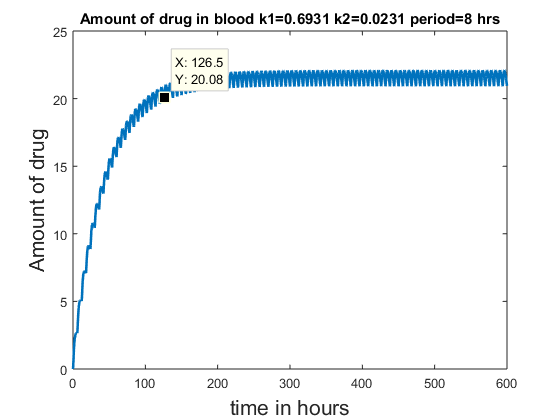 Amount of drug in blood k1=0.6931 k2=0.0231 period=8 hrs
25
20
15
10
5
0
X: 126.5
Y: 20.08
Amount of drug
0 100 200 300 400 500 600
time in hours